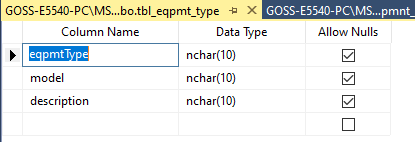 GOSS-E5540-PC\MS...bo.tbl_eqpmt_type GOSS-E5540-PC\MS...pmnt_
Column Name Data Type Allow Nulls
eqpmtType nchar(10)
model nchar(10)
description nchar(10)